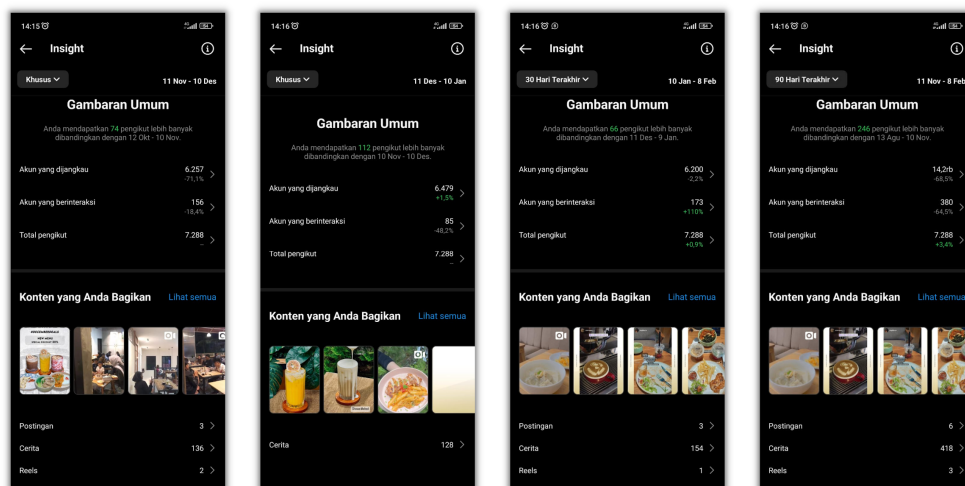 14:15
54
Insight
Khusus
11 Nov - 10 Des
Gambaran Umum
Anda mendapatkan 74 pengikut lebih banyak
dibandingkan dengan 12 Okt - 10 Nov.
Akun yang dijangkau 6.257
-71,1%
Akun yang berinteraksi 156
-18,4%
Total pengikut 7.288
--
Konten yang Anda Bagikan Lihat semua
NEW MENU
Postingan 3
Cerita 136
Reels 2
14:16
54
Insight
Khusus
11 Des - 10 Jan
Gambaran Umum
Anda mendapatkan 112 pengikut lebih banyak
dibandingkan dengan 10 Nov - 10 Des.
Akun yang dijangkau 6.479
+1,5%
Akun yang berinteraksi 85
-48,2%
Total pengikut 7.288
--
Konten yang Anda Bagikan Lihat semua
Cerita 128
14:16
54
Insight
30 Hari Terakhir
10 Jan - 8 Feb
Gambaran Umum
Anda mendapatkan 66 pengikut lebih banyak
dibandingkan dengan 11 Des - 9 Jan.
Akun yang dijangkau 6.200
-2,2%
Akun yang berinteraksi 173
+110%
Total pengikut 7.288
+0,9%
Konten yang Anda Bagikan Lihat semua
Postingan 3
Cerita 154
Reels 1
14:16
54
Insight
90 Hari Terakhir
11 Nov - 8 Feb
Gambaran Umum
Anda mendapatkan 246 pengikut lebih banyak
dibandingkan dengan 13 Agu - 10 Nov.
Akun yang dijangkau 14,2rb
-68,5%
Akun yang berinteraksi 380
-64,5%
Total pengikut 7.288
+3,4%
Konten yang Anda Bagikan Lihat semua
Postingan 6
Cerita 418
Reels 3